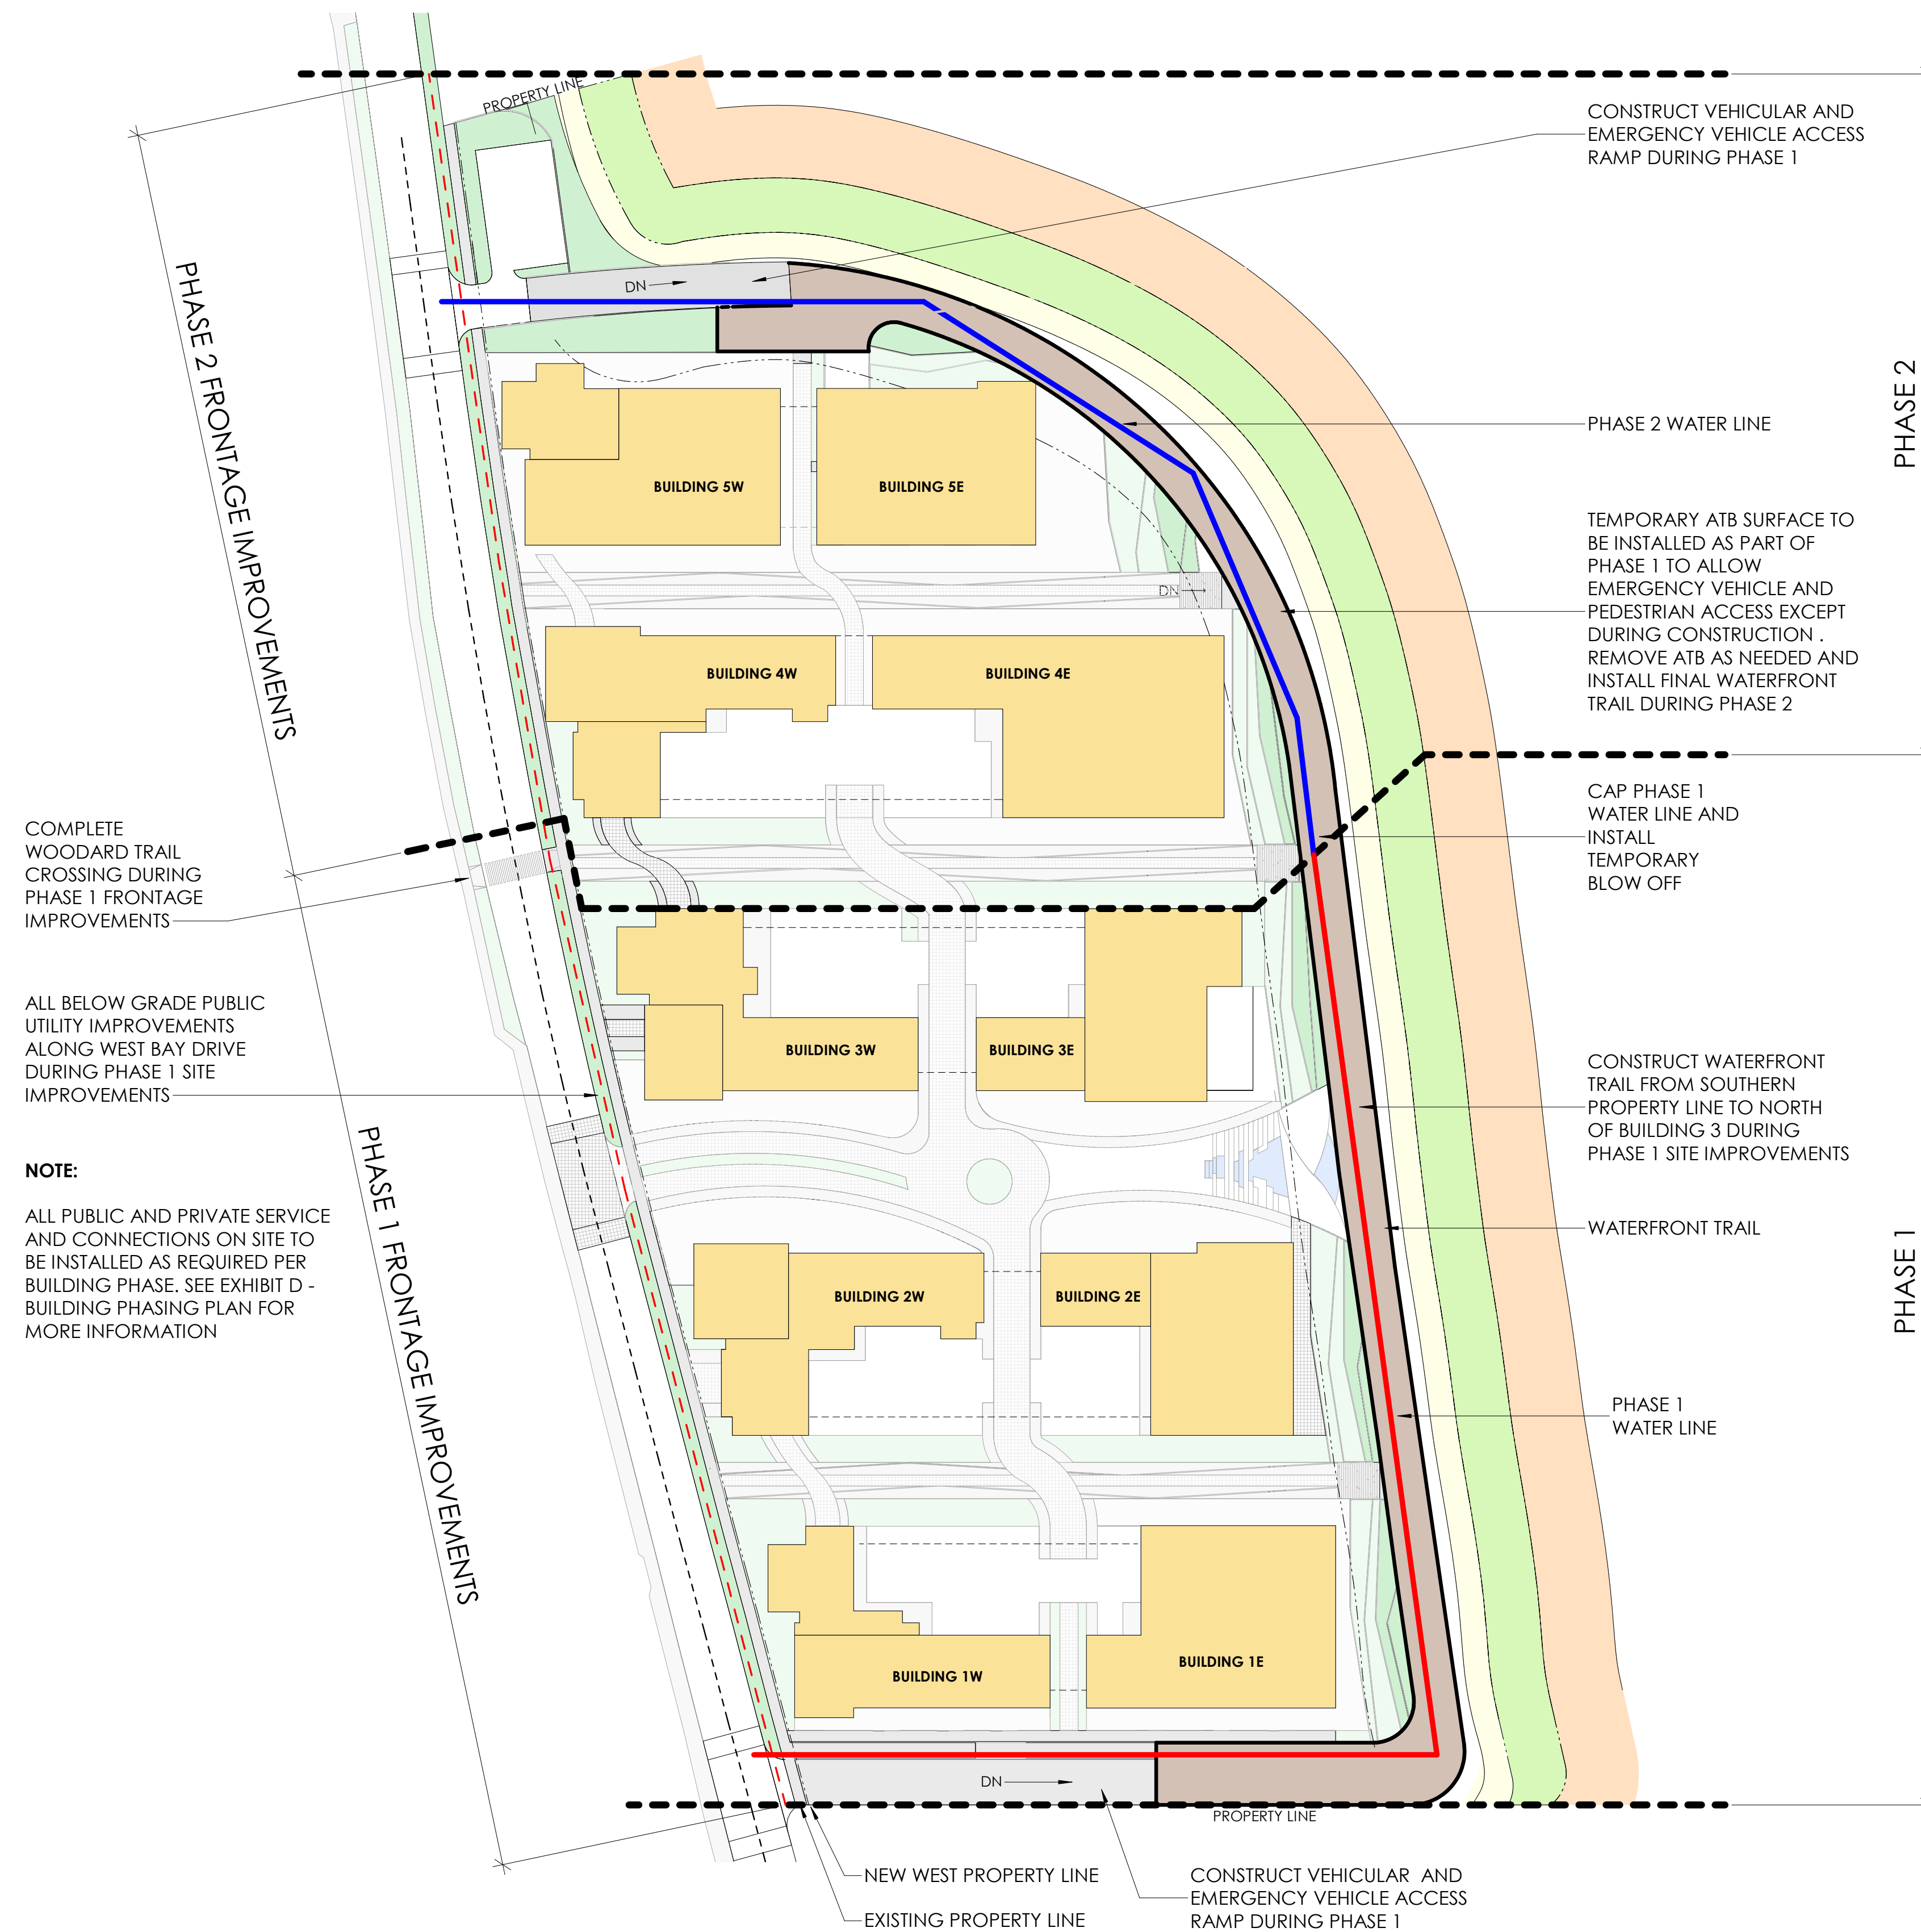 PROPERTY LINE
CONSTRUCT VEHICULAR AND
EMERGENCY VEHICLE ACCESS
RAMP DURING PHASE 1
PHASE 2 FRONTAGE IMPROVEMENTS
DN
PHASE 2
PHASE 2 WATER LINE
BUILDING 5W
BUILDING 5E
TEMPORARY ATB SURFACE TO
BE INSTALLED AS PART OF
PHASE 1 TO ALLOW
EMERGENCY VEHICLE AND
PEDESTRIAN ACCESS EXCEPT
DURING CONSTRUCTION .
REMOVE ATB AS NEEDED AND
INSTALL FINAL WATERFRONT
TRAIL DURING PHASE 2
DN
BUILDING 4W
BUILDING 4E
CAP PHASE 1
WATER LINE AND
INSTALL
TEMPORARY
BLOW OFF
COMPLETE
WOODARD TRAIL
CROSSING DURING
PHASE 1 FRONTAGE
IMPROVEMENTS
ALL BELOW GRADE PUBLIC
UTILITY IMPROVEMENTS
ALONG WEST BAY DRIVE
DURING PHASE 1 SITE
IMPROVEMENTS
BUILDING 3W
BUILDING 3E
CONSTRUCT WATERFRONT
TRAIL FROM SOUTHERN
PROPERTY LINE TO NORTH
OF BUILDING 3 DURING
PHASE 1 SITE IMPROVEMENTS
NOTE:
ALL PUBLIC AND PRIVATE SERVICE
AND CONNECTIONS ON SITE TO
BE INSTALLED AS REQUIRED PER
BUILDING PHASE. SEE EXHIBIT D -
BUILDING PHASING PLAN FOR
MORE INFORMATION
PHASE 1 FRONTAGE IMPROVEMENTS
WATERFRONT TRAIL
PHASE 1
BUILDING 2W
BUILDING 2E
PHASE 1
WATER LINE
BUILDING 1W
BUILDING 1E
DN
PROPERTY LINE
NEW WEST PROPERTY LINE
EXISTING PROPERTY LINE
CONSTRUCT VEHICULAR AND
EMERGENCY VEHICLE ACCESS
RAMP DURING PHASE 1